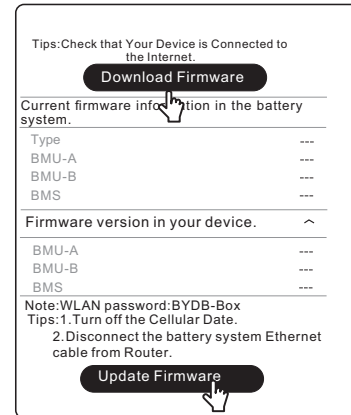 Tips:Check that Your Device is Connected to
the Internet.
Download Firmware
Current firmware information in the battery
system.
Type ---
BMU-A ---
BMU-B ---
BMS ---
Firmware version in your device.
BMU-A ---
BMU-B ---
BMS ---
Note:WLAN password:BYDB-Box
Tips:1.Turn off the Cellular Date.
2.Disconnect the battery system Ethernet
cable from Router.
Update Firmware